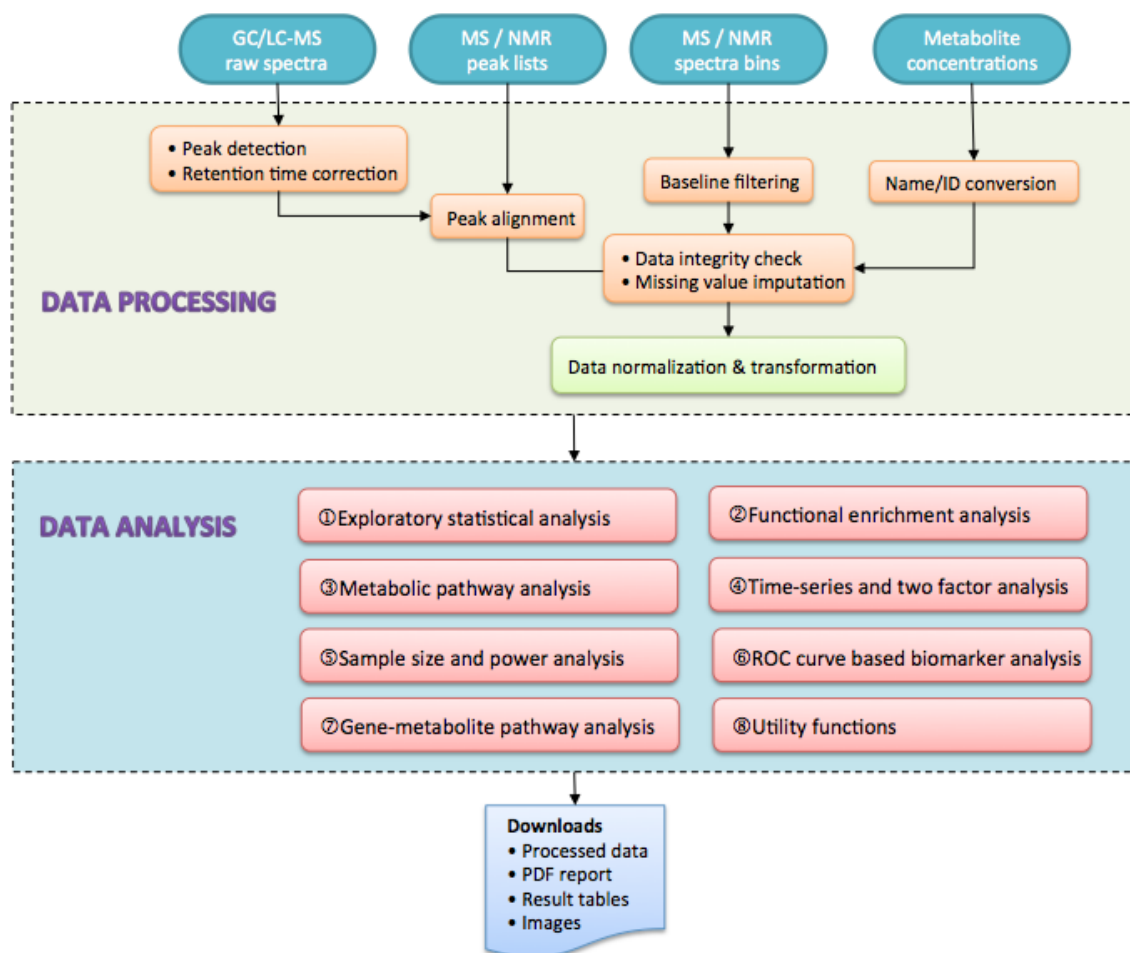 GC/LC-MS
raw spectra
MS / NMR
peak lists
MS / NMR
spectra bins
Metabolite
concentrations
• Peak detection
• Retention time correction
Peak alignment
Baseline filtering
Name/ID conversion
• Data integrity check
• Missing value imputation
DATA PROCESSING
Data normalization & transformation
DATA ANALYSIS
①Exploratory statistical analysis
②Functional enrichment analysis
③Metabolic pathway analysis
④Time-series and two factor analysis
⑤Sample size and power analysis
⑥ROC curve based biomarker analysis
⑦Gene-metabolite pathway analysis
⑧Utility functions
Downloads
• Processed data
• PDF report
• Result tables
• Images